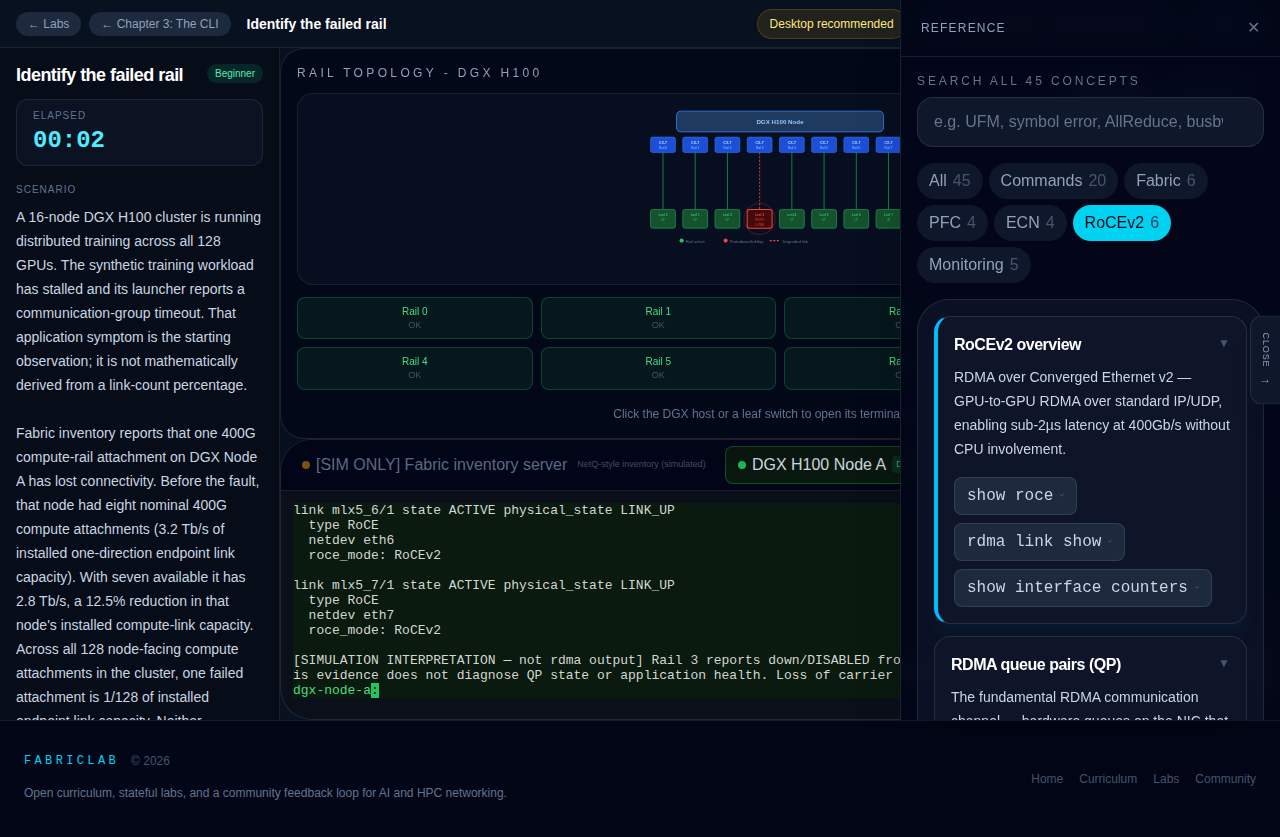 ← Labs
← Chapter 3: The CLI
Identify the failed rail
Desktop recommended
Identify the failed rail
Beginner
ELAPSED
00:02
SCENARIO
A 16-node DGX H100 cluster is running
distributed training across all 128
GPUs. The synthetic training workload
has stalled and its launcher reports a
communication-group timeout. That
application symptom is the starting
observation; it is not mathematically
derived from a link-count percentage.
Fabric inventory reports that one 400G
compute-rail attachment on DGX Node
A has lost connectivity. Before the fault,
that node had eight nominal 400G
compute attachments (3.2 Tb/s of
installed one-direction endpoint link
capacity). With seven available it has
2.8 Tb/s, a 12.5% reduction in that
node's installed compute-link capacity.
Across all 128 node-facing compute
attachments in the cluster, one failed
attachment is 1/128 of installed
endpoint link capacity. Neither
RAIL TOPOLOGY - DGX H100
DGX H100 Node
Rail 0
OK
Rail 1
OK
Rail 4
OK
Rail 5
OK
Click the DGX host or a leaf switch to open its termina
[SIM ONLY] Fabric inventory server
NetQ-style inventory (simulated)
DGX H100 Node A
link mlx5_6/1 state ACTIVE physical_state LINK_UP
type RoCE
netdev eth6
roce_mode: RoCEv2
link mlx5_7/1 state ACTIVE physical_state LINK_UP
type RoCE
netdev eth7
roce_mode: RoCEv2
[SIMULATION INTERPRETATION — not rdma output] Rail 3 reports down/DISABLED fro
is evidence does not diagnose QP state or application health. Loss of carrier
dgx-node-a:
REFERENCE
×
SEARCH ALL 45 CONCEPTS
e.g. UFM, symbol error, AllReduce, busb
All 45
Commands 20
Fabric 6
PFC 4
ECN 4
RoCEv2 6
Monitoring 5
RoCEv2 overview ▼
RDMA over Converged Ethernet v2 —
GPU-to-GPU RDMA over standard IP/UDP,
enabling sub-2µs latency at 400Gb/s without
CPU involvement.
show roce
rdma link show
show interface counters
RDMA queue pairs (QP) ▼
The fundamental RDMA communication
channel — hardware queues on the NIC that
CLOSE →
FABRICLAB © 2026
Open curriculum, stateful labs, and a community feedback loop for AI and HPC networking.
Home
Curriculum
Labs
Community